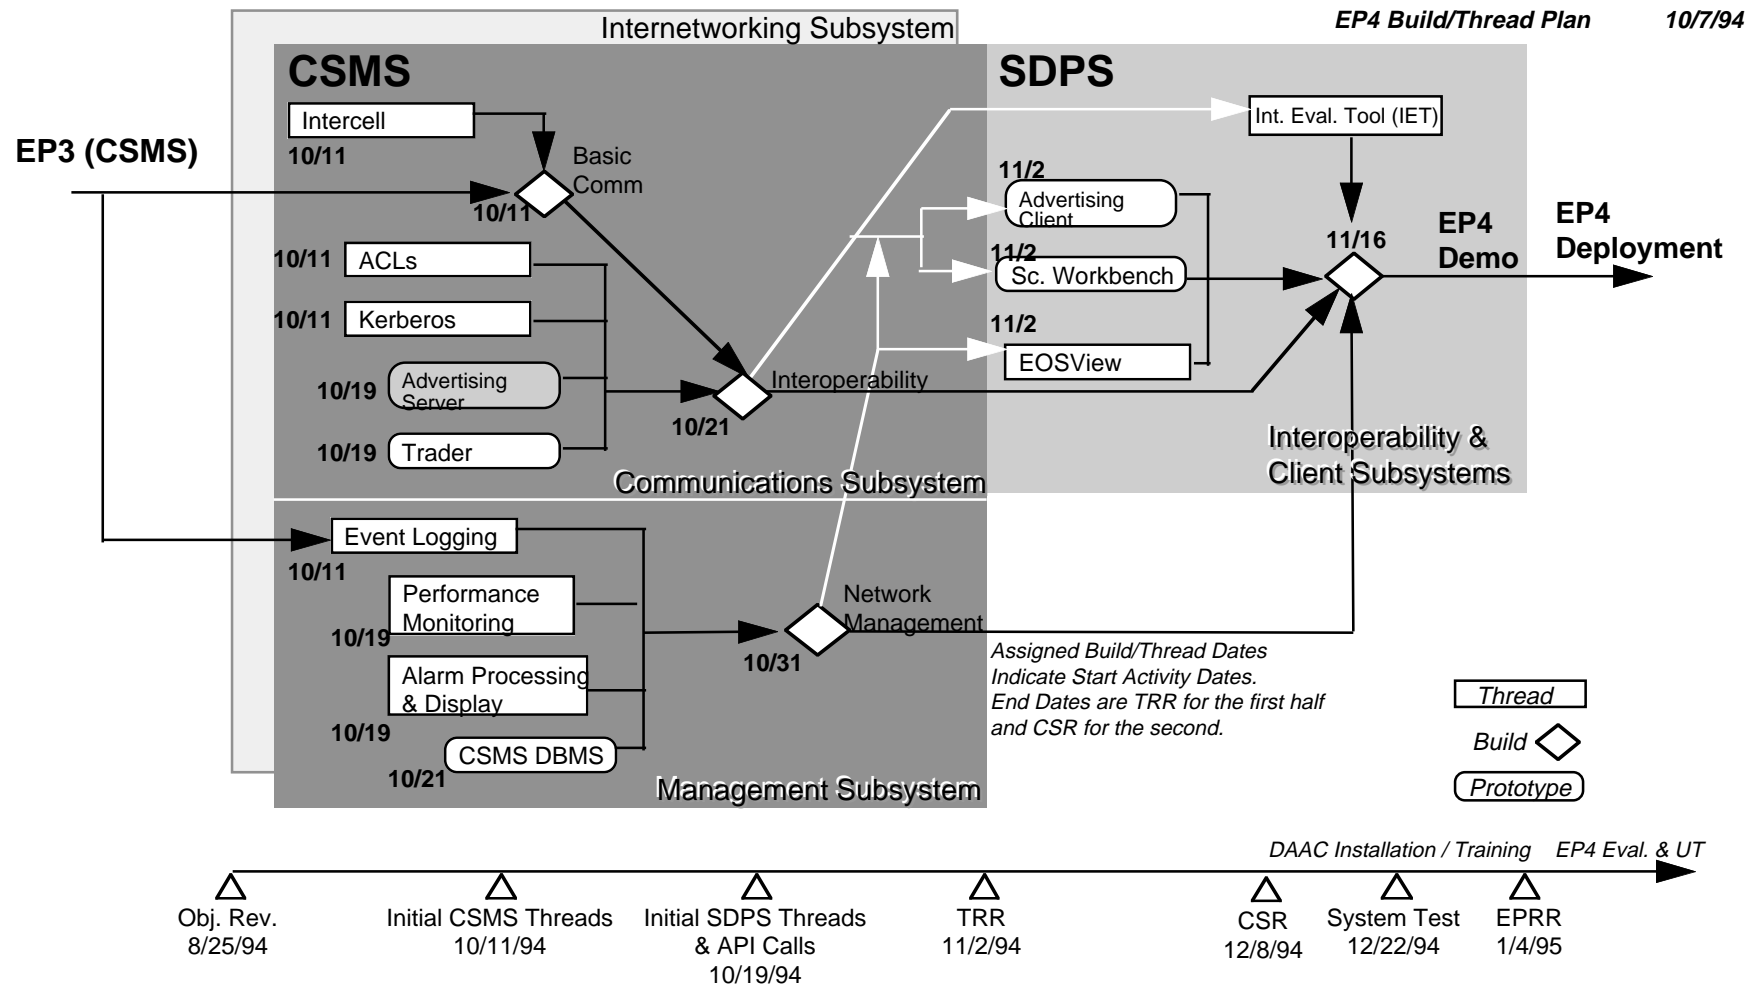 Internetworking Subsystem
EP4 Build/Thread Plan 10/7/94
CSMS
SDPS
Intercell
10/11
EP3 (CSMS)
Basic
Comm
10/11
Int. Eval. Tool (IET)
11/2
Advertising
Client
11/2
Sc. Workbench
11/2
EOSView
11/16
EP4
Demo
EP4
Deployment
10/11
ACLs
10/11
Kerberos
10/19
Advertising
Server
10/19
Trader
Interoperability
10/21
Communications Subsystem
Interoperability &
Client Subsystems
Event Logging
10/11
Performance
Monitoring
10/19
Alarm Processing
& Display
10/19
CSMS DBMS
10/21
Network
Management
10/31
Management Subsystem
Assigned Build/Thread Dates
Indicate Start Activity Dates.
End Dates are TRR for the first half
and CSR for the second.
Thread
Build
Prototype
DAAC Installation / Training EP4 Eval. & UT
Obj. Rev.
8/25/94
Initial CSMS Threads
10/11/94
Initial SDPS Threads
& API Calls
10/19/94
TRR
11/2/94
CSR
12/8/94
System Test
12/22/94
EPRR
1/4/95